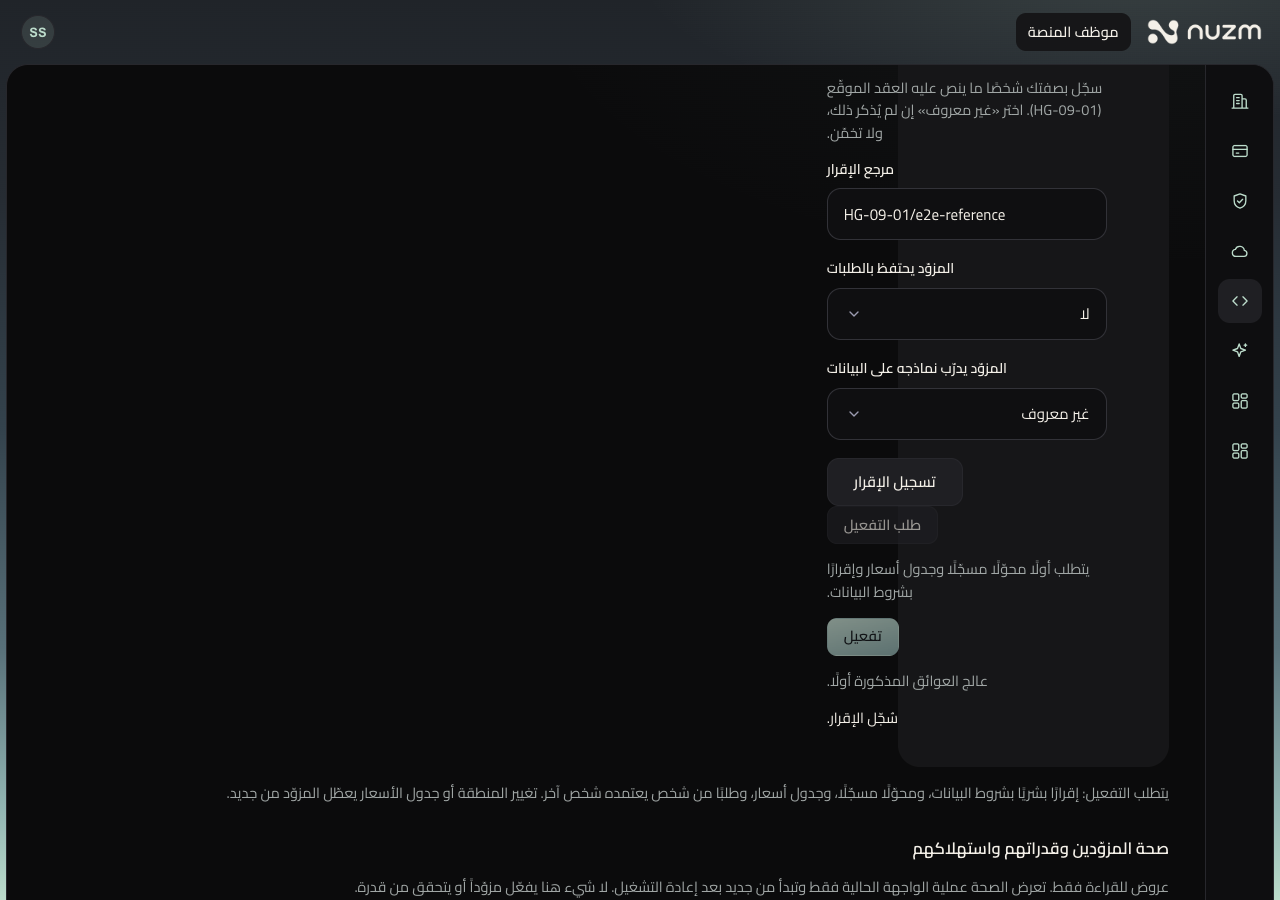 nuzm
موظف المنصة
SS
سجّل بصفتك شخصًا ما ينص عليه العقد الموقّع
(HG-09-01). اختر «غير معروف» إن لم يُذكر ذلك،
ولا تخمّن.
مرجع الإقرار
HG-09-01/e2e-reference
المزوّد يحتفظ بالطلبات
لا
المزوّد يدرّب نماذجه على البيانات
غير معروف
تسجيل الإقرار
طلب التفعيل
يتطلب أولًا محوّلًا مسجّلًا وجدول أسعار وإقرارًا
بشروط البيانات.
تفعيل
عالج العوائق المذكورة أولًا.
سُجّل الإقرار.
يتطلب التفعيل: إقرارًا بشريًا بشروط البيانات، ومحوّلًا مسجّلًا، وجدول أسعار، وطلبًا من شخص يعتمده شخص آخر. تغيير المنطقة أو جدول الأسعار يعطّل المزوّد من جديد.
صحة المزوّدين وقدراتهم واستهلاكهم
عروض للقراءة فقط. تعرض الصحة عملية الواجهة الحالية فقط وتبدأ من جديد بعد إعادة التشغيل. لا شيء هنا يفعّل مزوّداً أو يتحقق من قدرة.